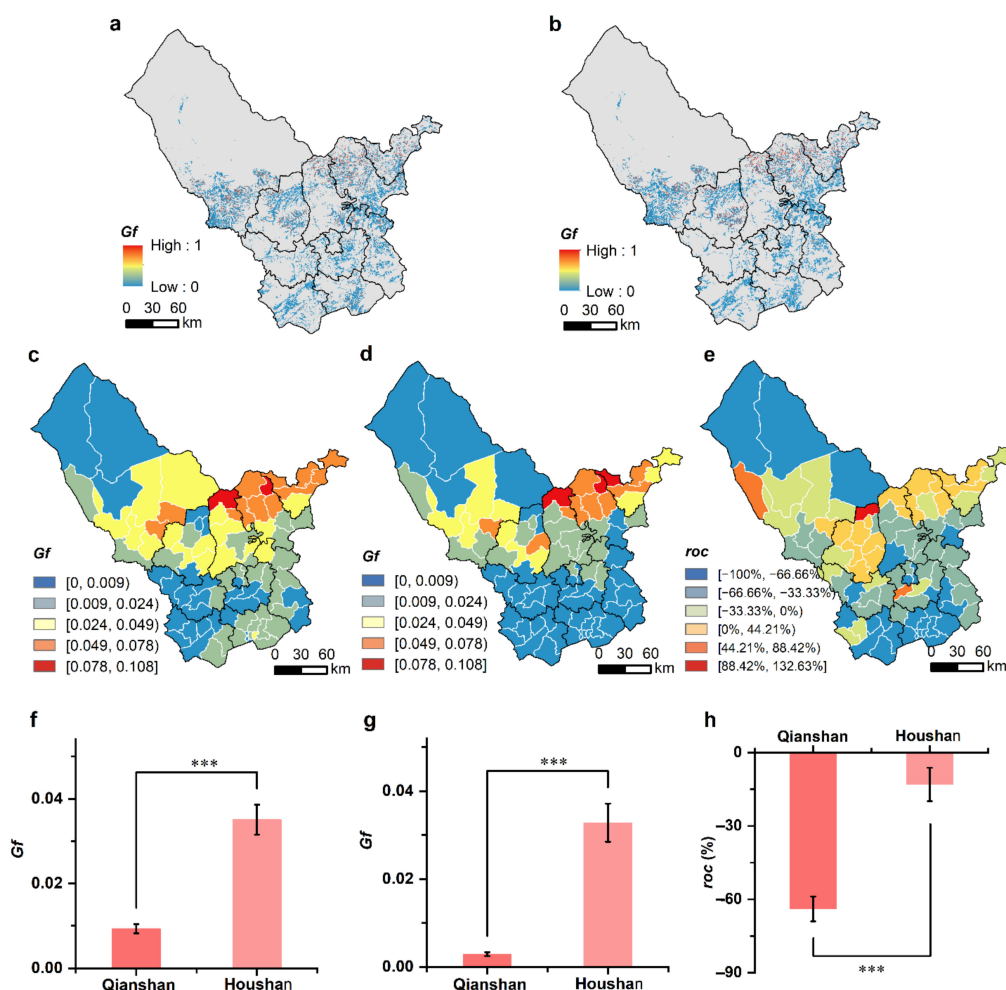 a
b
Gf
High : 1
Low : 0
0 30 60
km
Gf
High : 1
Low : 0
0 30 60
km
c
d
e
Gf
[0, 0.009)
[0.009, 0.024)
[0.024, 0.049)
[0.049, 0.078)
[0.078, 0.108]
0 30 60
km
Gf
[0, 0.009)
[0.009, 0.024)
[0.024, 0.049)
[0.049, 0.078)
[0.078, 0.108]
0 30 60
km
roc
[−100%, −66.66%)
[−66.66%, −33.33%)
[−33.33%, 0%)
[0%, 44.21%)
[44.21%, 88.42%)
[88.42%, 132.63%]
0 30 60
km
f
Gf
0.04
0.02
0.00
***
Qianshan Houshan
g
Gf
0.04
0.02
0.00
***
Qianshan Houshan
h
Qianshan Houshan
roc (%)
0
−30
−60
−90
***